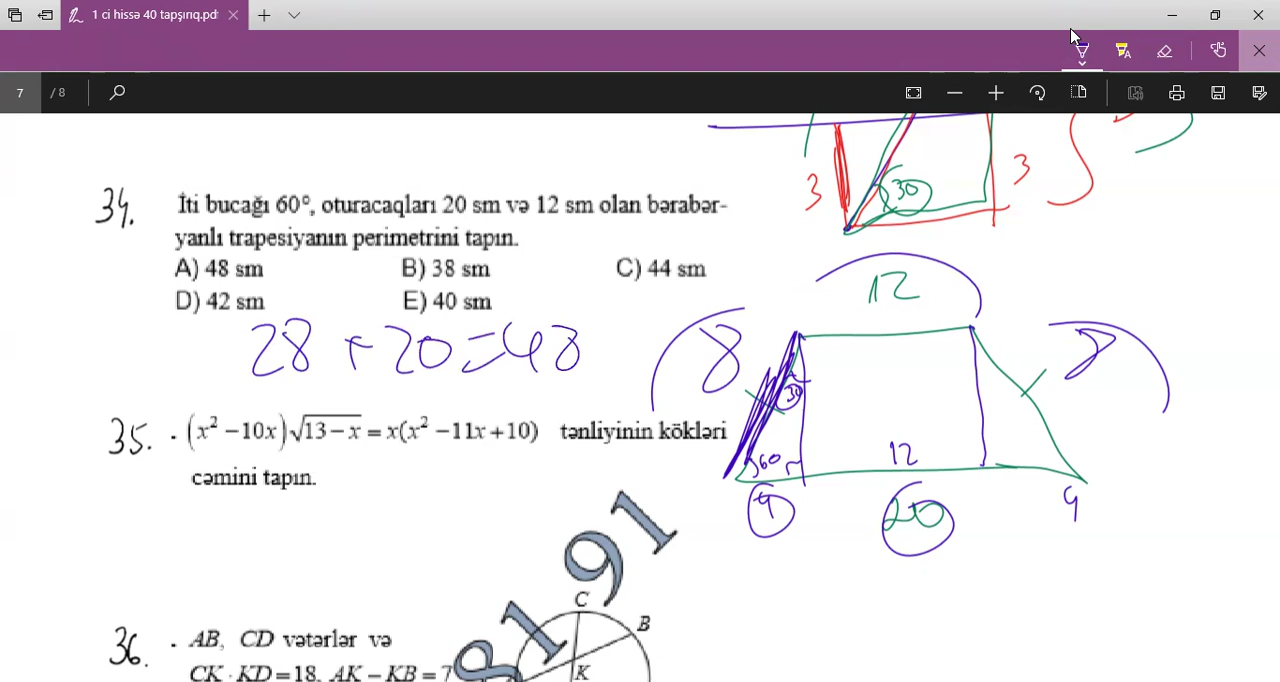 1 ci hissə 40 tapşırıq.pdf
7 / 8
3
30
3
34.
İti bucağı 60°, oturacaqları 20 sm və 12 sm olan bərabər-
yanlı trapesiyanın perimetrini tapın.
A) 48 sm B) 38 sm C) 44 sm
D) 42 sm E) 40 sm
28 + 20 = 48
12
8
8
30
60
12
4
20
4
35. . (x² – 10x)√13 – x = x(x² – 11x + 10) tənliyinin kökləri
cəmini tapın.
36. . AB, CD vətərlər və
CK · KD = 18, AK – KB = 7
C
B
K
8191